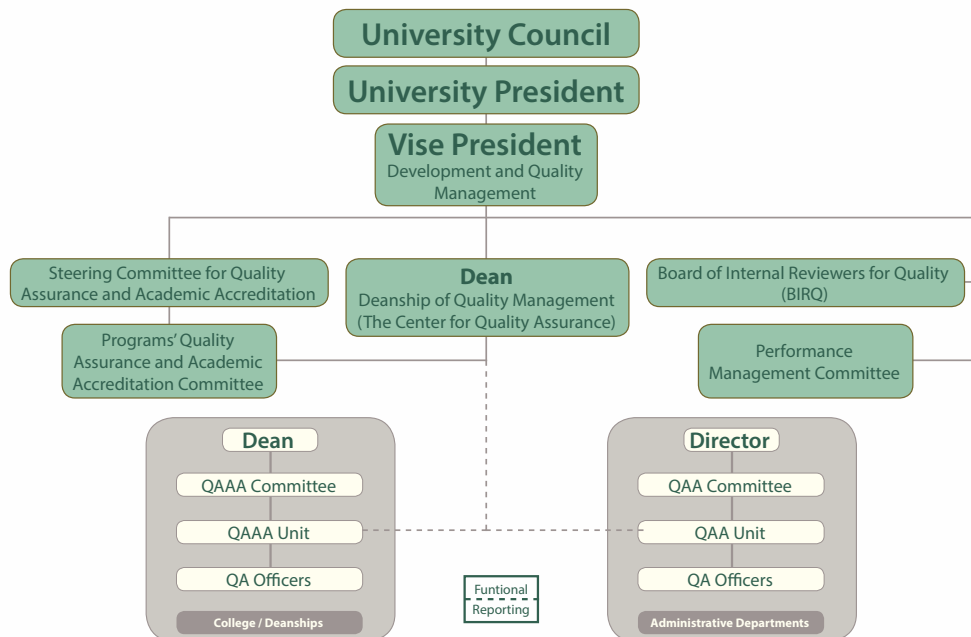 University Council
University President
Vise President
Development and Quality
Management
Steering Committee for Quality
Assurance and Academic Accreditation
Dean
Deanship of Quality Management
(The Center for Quality Assurance)
Board of Internal Reviewers for Quality
(BIRQ)
Programs’ Quality
Assurance and Academic
Accreditation Committee
Performance
Management Committee
Dean
QAAA Committee
QAAA Unit
QA Officers
College / Deanships
Director
QAA Committee
QAA Unit
QA Officers
Administrative Departments
Funtional
Reporting